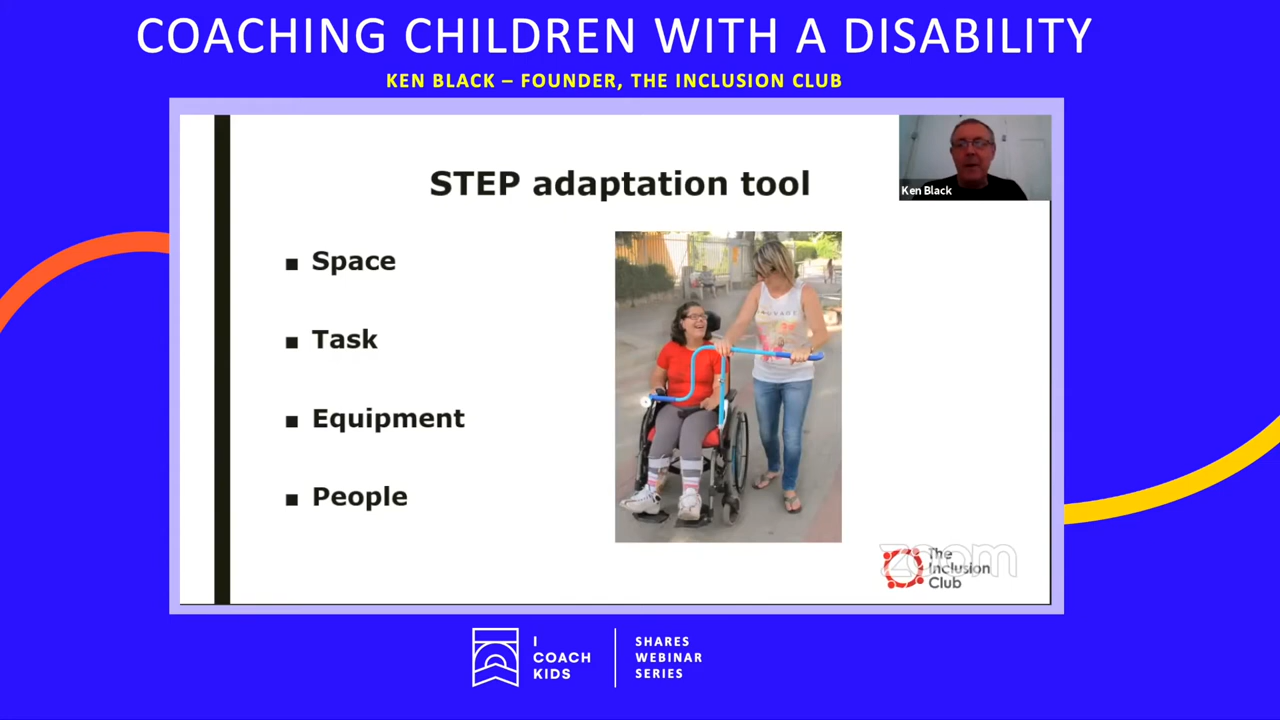 COACHING CHILDREN WITH A DISABILITY
KEN BLACK – FOUNDER, THE INCLUSION CLUB
Ken Black
STEP adaptation tool
■ Space
■ Task
■ Equipment
■ People
zoom
The
Inclusion
Club
I
COACH
KIDS
SHARES
WEBINAR
SERIES